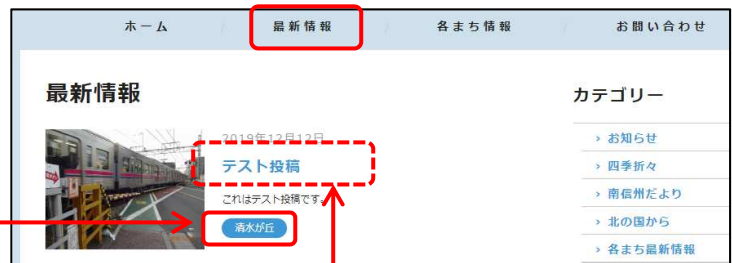 ホーム
最新情報
各まち情報
お問い合わせ
最新情報
2019年12月12日
テスト投稿
これはテスト投稿です。
清水が丘
カテゴリー
› お知らせ
› 四季折々
› 南信州だより
› 北の国から
› 各まち最新情報